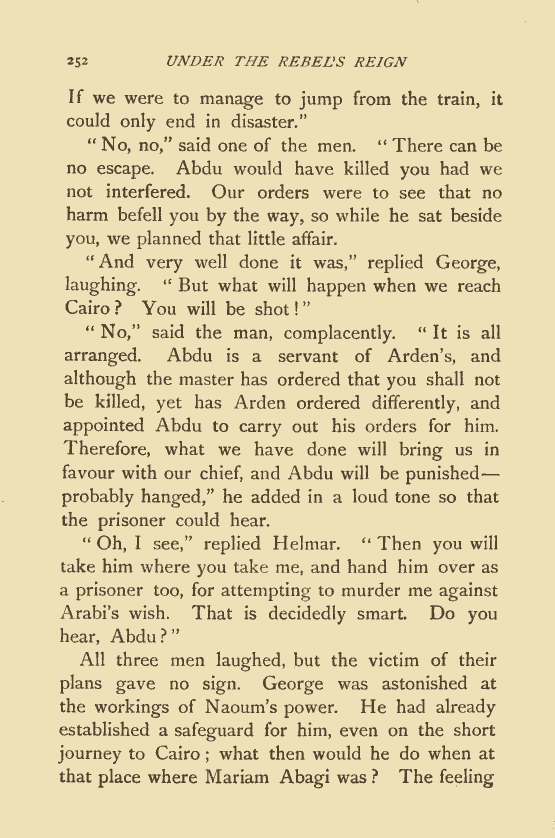 252 UNDER THE REBEL'S REIGN
If we were to manage to jump from the train, it
could only end in disaster."
" No, no," said one of the men. " There can be
no escape. Abdu would have killed you had we
not interfered. Our orders were to see that no
harm befell you by the way, so while he sat beside
you, we planned that little affair.
" And very well done it was," replied George,
laughing. " But what will happen when we reach
Cairo ? You will be shot ! "
" No," said the man, complacently. " It is all
arranged. Abdu is a servant of Arden's, and
although the master has ordered that you shall not
be killed, yet has Arden ordered differently, and
appointed Abdu to carry out his orders for him.
Therefore, what we have done will bring us in
favour with our chief, and Abdu will be punished—
probably hanged," he added in a loud tone so that
the prisoner could hear.
" Oh, I see," replied Helmar. " Then you will
take him where you take me, and hand him over as
a prisoner too, for attempting to murder me against
Arabi's wish. That is decidedly smart. Do you
hear, Abdu ? "
All three men laughed, but the victim of their
plans gave no sign. George was astonished at
the workings of Naoum's power. He had already
established a safeguard for him, even on the short
journey to Cairo ; what then would he do when at
that place where Mariam Abagi was ? The feeling